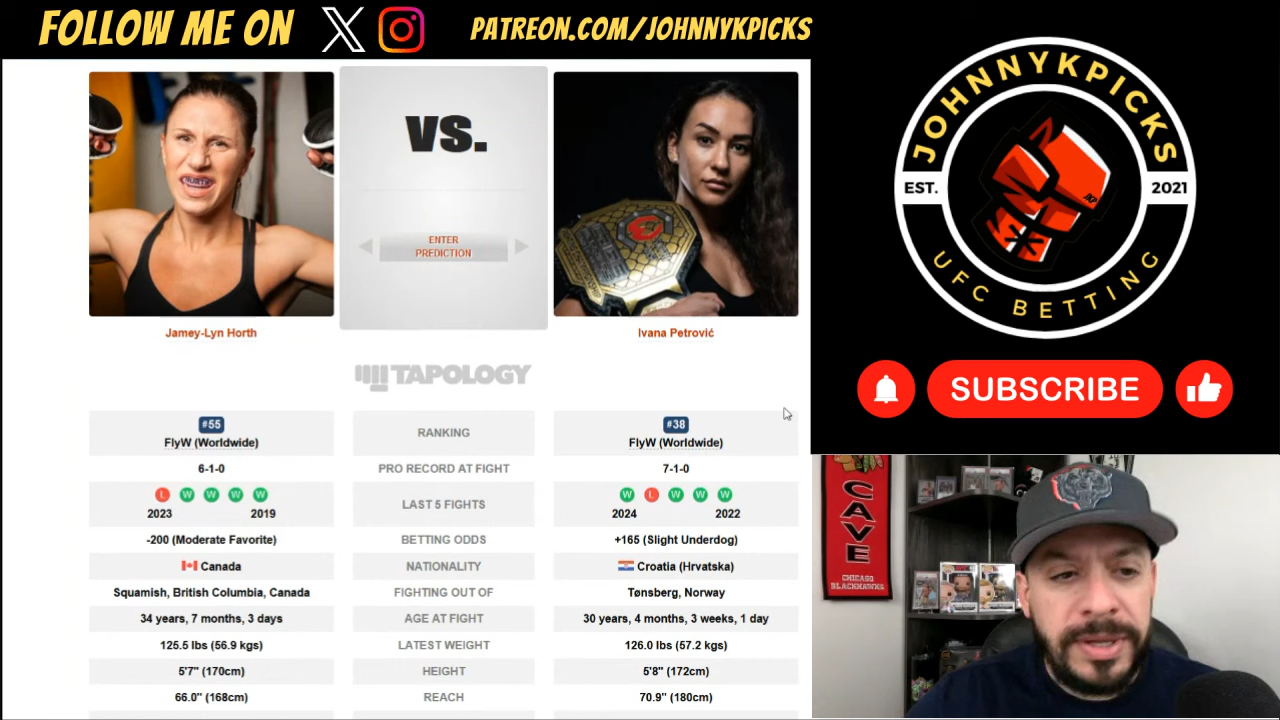 FOLLOW ME ON
PATREON.COM/JOHNNYKPICKS
VS.
ENTER
PREDICTION
Jamey-Lyn Horth
Ivana Petrović
TAPOLOGY
#55
FlyW (Worldwide)
RANKING
#38
FlyW (Worldwide)
6-1-0
PRO RECORD AT FIGHT
7-1-0
L W W W W
2023 2019
LAST 5 FIGHTS
W L W W W
2024 2022
-200 (Moderate Favorite)
BETTING ODDS
+165 (Slight Underdog)
Canada
NATIONALITY
Croatia (Hrvatska)
Squamish, British Columbia, Canada
FIGHTING OUT OF
Tønsberg, Norway
34 years, 7 months, 3 days
AGE AT FIGHT
30 years, 4 months, 3 weeks, 1 day
125.5 lbs (56.9 kgs)
LATEST WEIGHT
126.0 lbs (57.2 kgs)
5'7" (170cm)
HEIGHT
5'8" (172cm)
66.0" (168cm)
REACH
70.9" (180cm)
JOHNNYKPICKS
EST. 2021
JKP
UFC BETTING
SUBSCRIBE
CAVE
CHICAGO
BLACKHAWKS